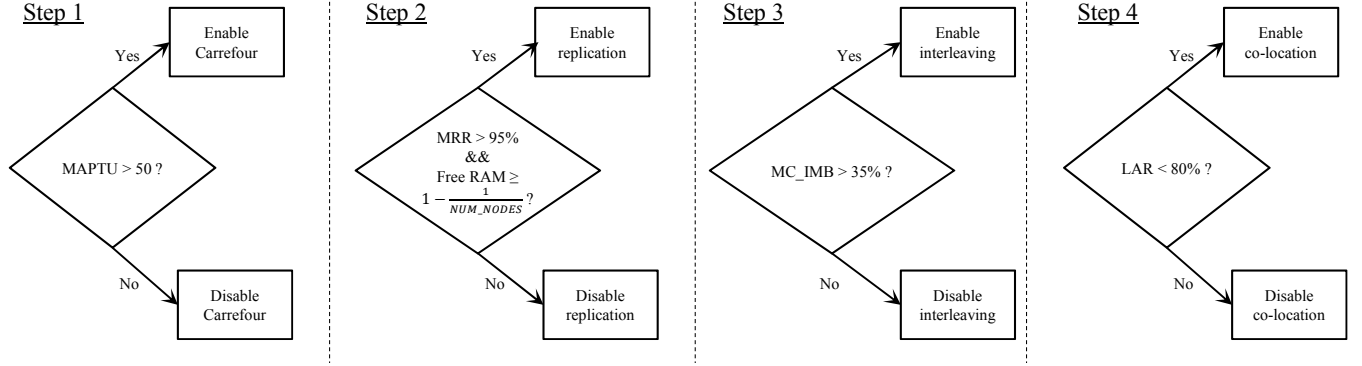 Step 1
Enable
Carrefour
Yes
MAPTU > 50 ?
No
Disable
Carrefour
Step 2
Enable
replication
Yes
MRR > 95%
&&
Free RAM ≥
1 − 1/NUM_NODES ?
No
Disable
replication
Step 3
Enable
interleaving
Yes
MC_IMB > 35% ?
No
Disable
interleaving
Step 4
Enable
co-location
Yes
LAR < 80% ?
No
Disable
co-location